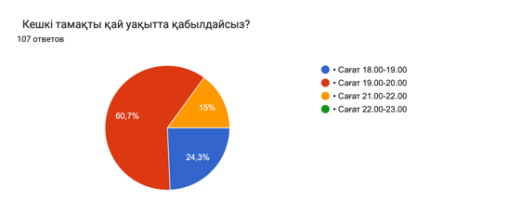 Кешкі тамақты қай уақытта қабылдайсыз?
107 ответов
• Сағат 18.00-19.00
• Сағат 19.00-20.00
• Сағат 21.00-22.00
• Сағат 22.00-23.00
60,7%
15%
24,3%